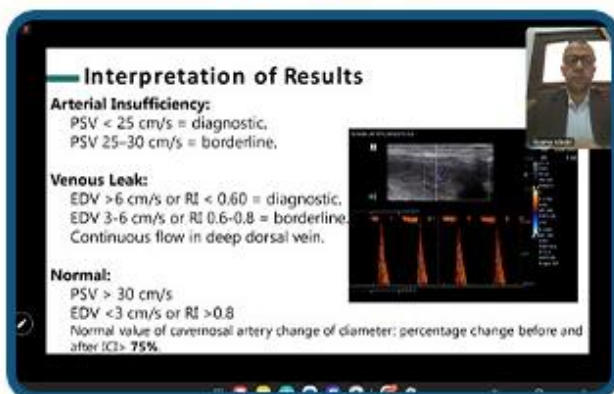 Interpretation of Results
Arterial Insufficiency:
PSV < 25 cm/s = diagnostic.
PSV 25-30 cm/s = borderline.
Venous Leak:
EDV >6 cm/s or RI < 0.60 = diagnostic.
EDV 3-6 cm/s or RI 0.6-0.8 = borderline.
Continuous flow in deep dorsal vein.
Normal:
PSV > 30 cm/s
EDV <3 cm/s or RI >0.8
Normal value of cavernosal artery change of diameter: percentage change before and
after ICI> 75%.